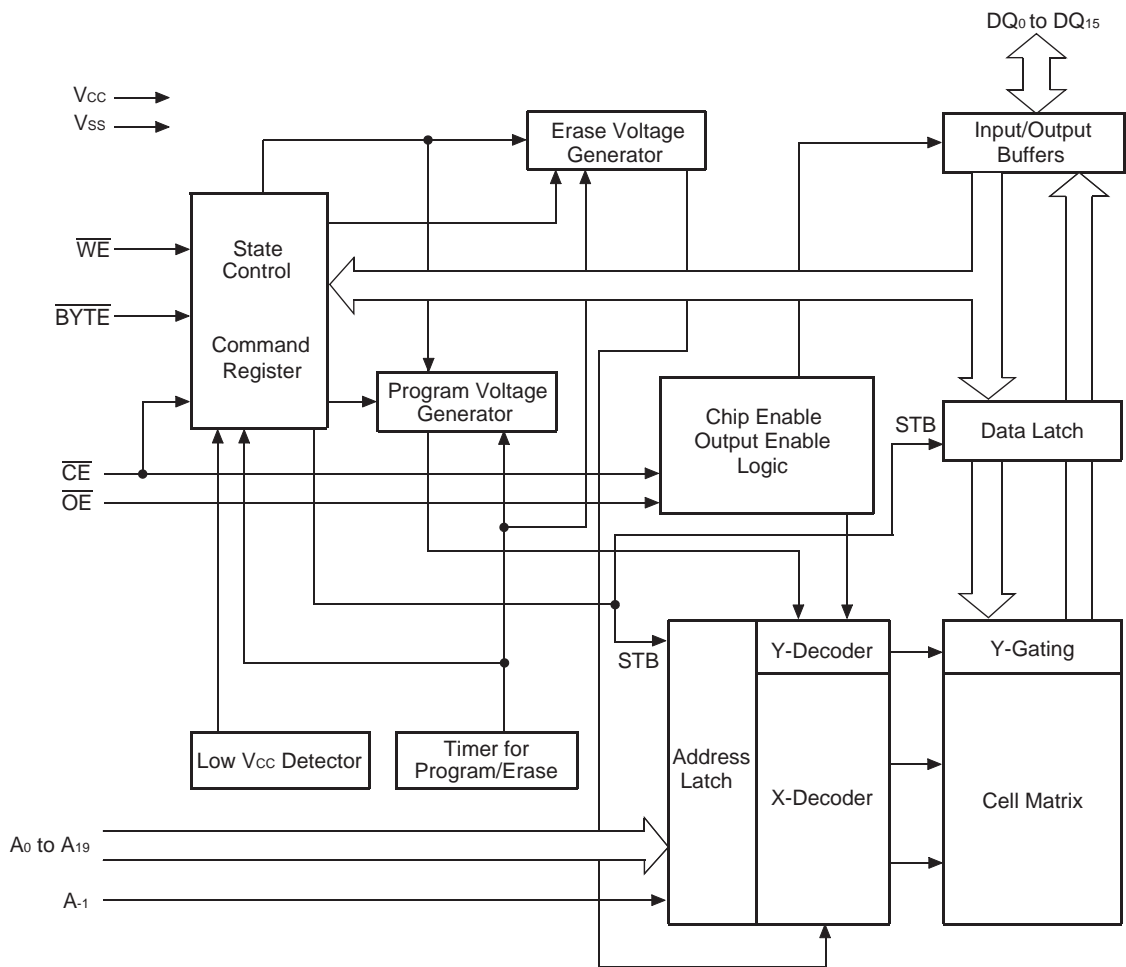 DQ0 to DQ15
VCC
VSS
Erase Voltage
Generator
Input/Output
Buffers
WE
State
Control
BYTE
Command
Register
Program Voltage
Generator
Chip Enable
Output Enable
Logic
STB
Data Latch
CE
OE
STB
Y-Decoder
Y-Gating
Low VCC Detector
Timer for
Program/Erase
Address
Latch
X-Decoder
Cell Matrix
A0 to A19
A-1